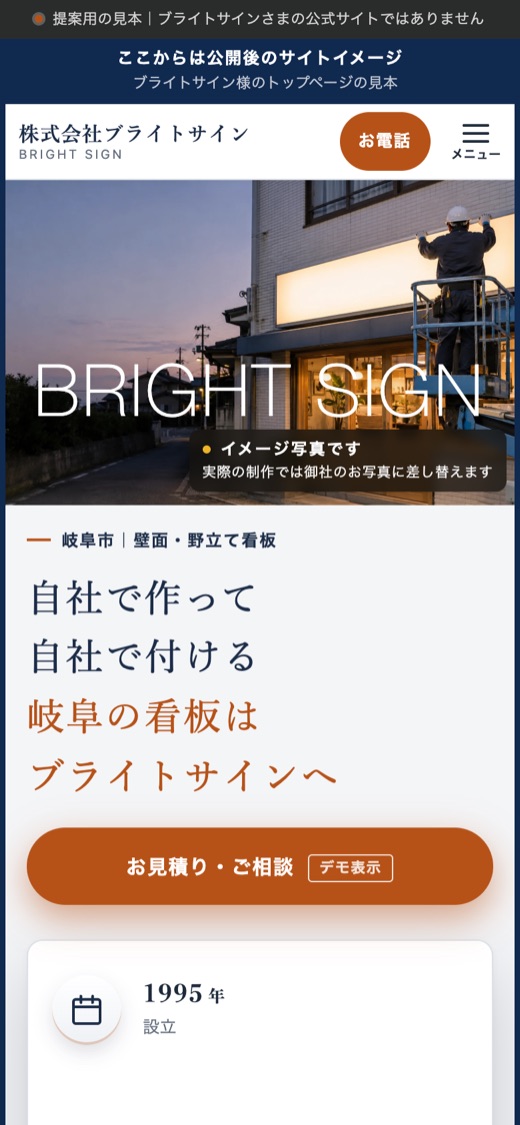 提案用の見本｜ブライトサインさまの公式サイトではありません
ここからは公開後のサイトイメージ
ブライトサイン様のトップページの見本
株式会社ブライトサイン
BRIGHT SIGN
お電話
メニュー
BRIGHT SIGN
イメージ写真です
実際の制作では御社のお写真に差し替えます
岐阜市｜壁面・野立て看板
自社で作って
自社で付ける
岐阜の看板は
ブライトサインへ
お見積り・ご相談 デモ表示
1995年
設立